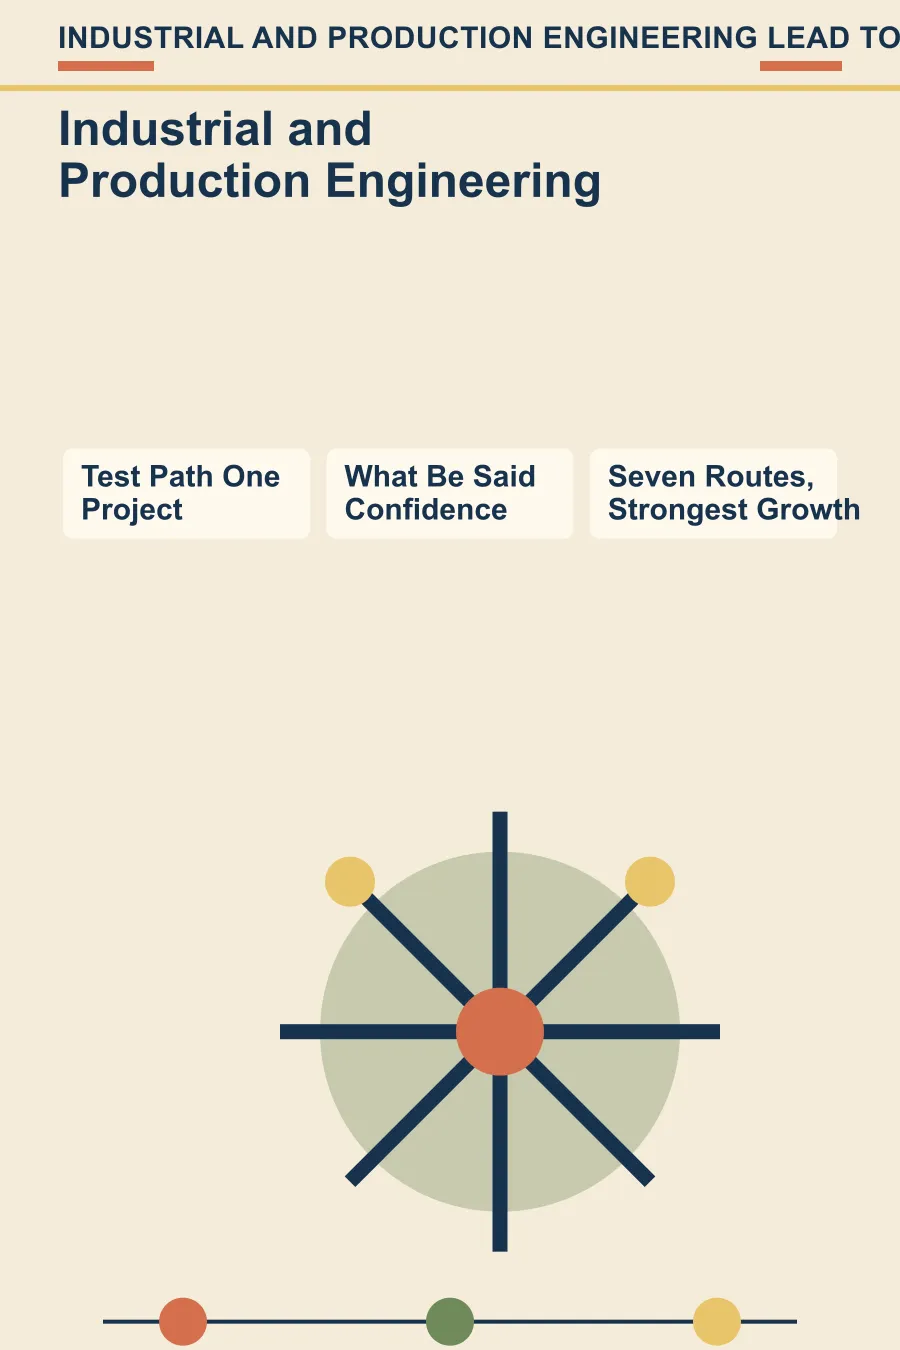 INDUSTRIAL AND PRODUCTION ENGINEERING LEAD TO
Industrial and
Production Engineering
Test Path One
Project
What Be Said
Confidence
Seven Routes,
Strongest Growth